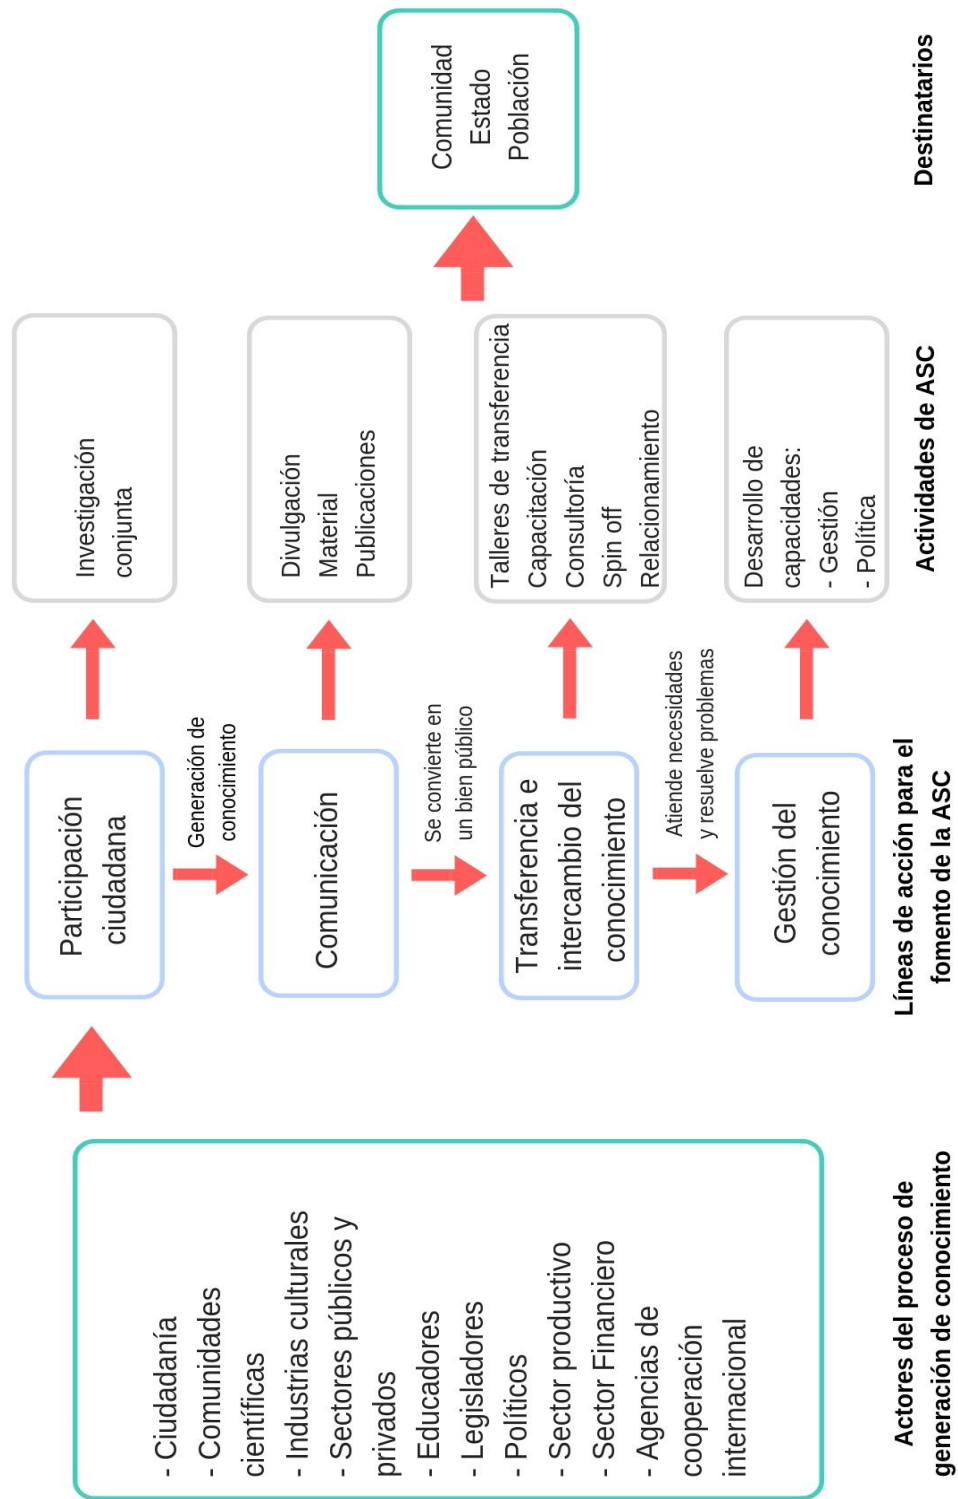 - Ciudadanía
- Comunidades
científicas
- Industrias culturales
- Sectores públicos y
privados
- Educadores
- Legisladores
- Políticos
- Sector productivo
- Sector Financiero
- Agencias de
cooperación
internacional
Actores del proceso de
generación de conocimiento
Participación
ciudadana
Generación de
conocimiento
Comunicación
Se convierte en
un bien público
Transferencia e
intercambio del
conocimiento
Atiende necesidades
y resuelve problemas
Gestión del
conocimiento
Líneas de acción para el
fomento de la ASC
Investigación
conjunta
Divulgación
Material
Publicaciones
Talleres de transferencia
Capacitación
Consultoría
Spin off
Relacionamiento
Desarrollo de
capacidades:
- Gestión
- Política
Actividades de ASC
Comunidad
Estado
Población
Destinatarios